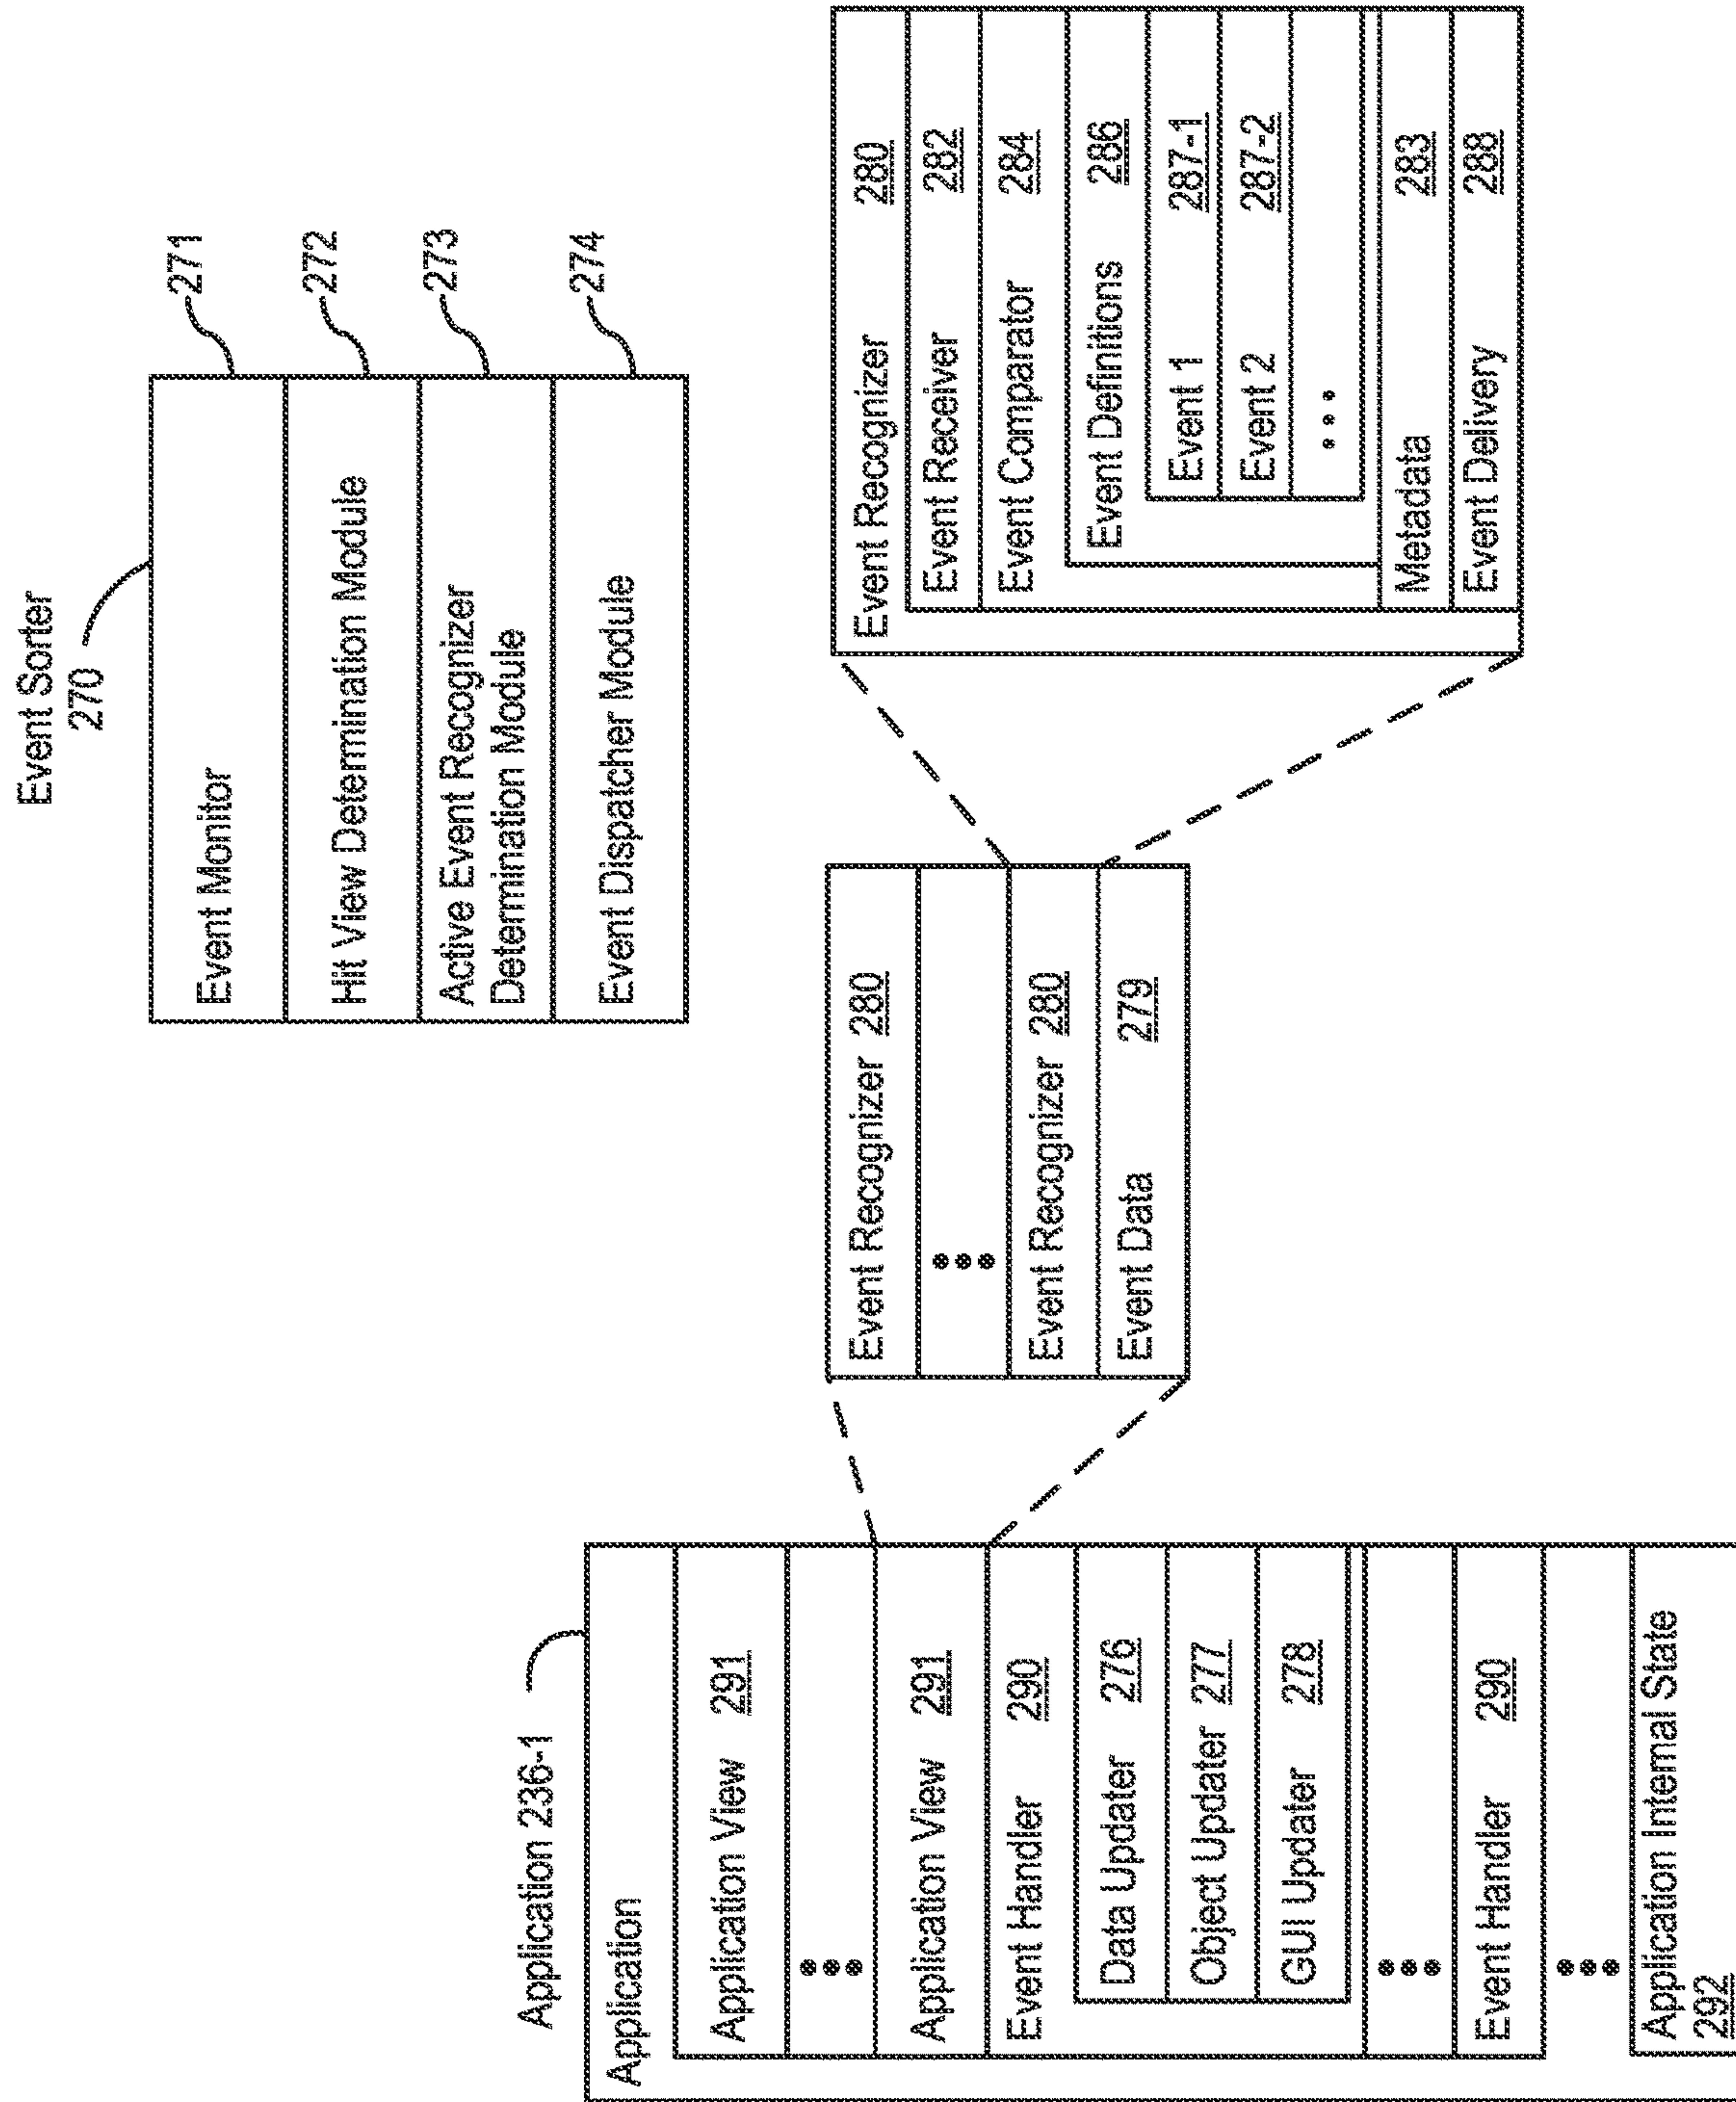 Event Sorter
270
Event Monitor
271
Hit View Determination Module
272
Active Event Recognizer
Determination Module
273
Event Dispatcher Module
274
Application 236-1
Application
Application View 291
•••
Application View 291
Event Handler 290
Data Updater 276
Object Updater 277
GUI Updater 278
•••
Event Handler 290
•••
Application Internal State
292
Event Recognizer 280
•••
Event Recognizer 280
Event Data 279
Event Recognizer 280
Event Receiver 282
Event Comparator 284
Event Definitions 286
Event 1 287-1
Event 2 287-2
•••
Metadata 283
Event Delivery 288